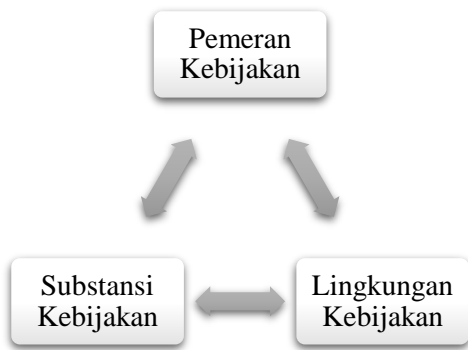 Pemeran
Kebijakan
Substansi
Kebijakan
Lingkungan
Kebijakan